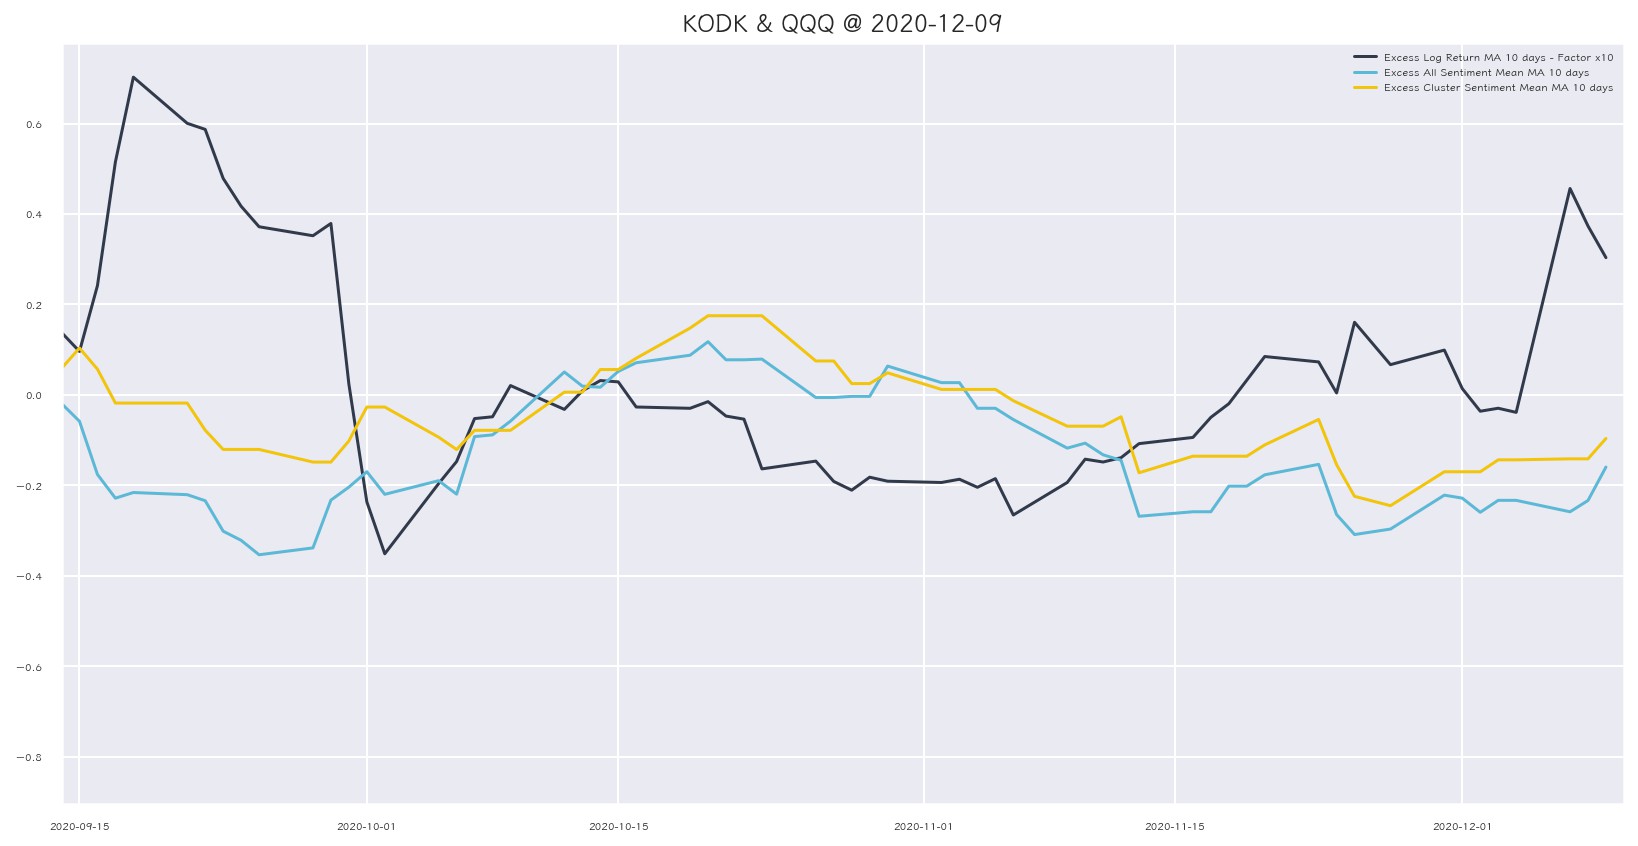 KODK & QQQ @ 2020-12-09
Excess Log Return MA 10 days - Factor x10
Excess All Sentiment Mean MA 10 days
Excess Cluster Sentiment Mean MA 10 days
0.6
0.4
0.2
0.0
−0.2
−0.4
−0.6
−0.8
2020-09-15 2020-10-01 2020-10-15 2020-11-01 2020-11-15 2020-12-01